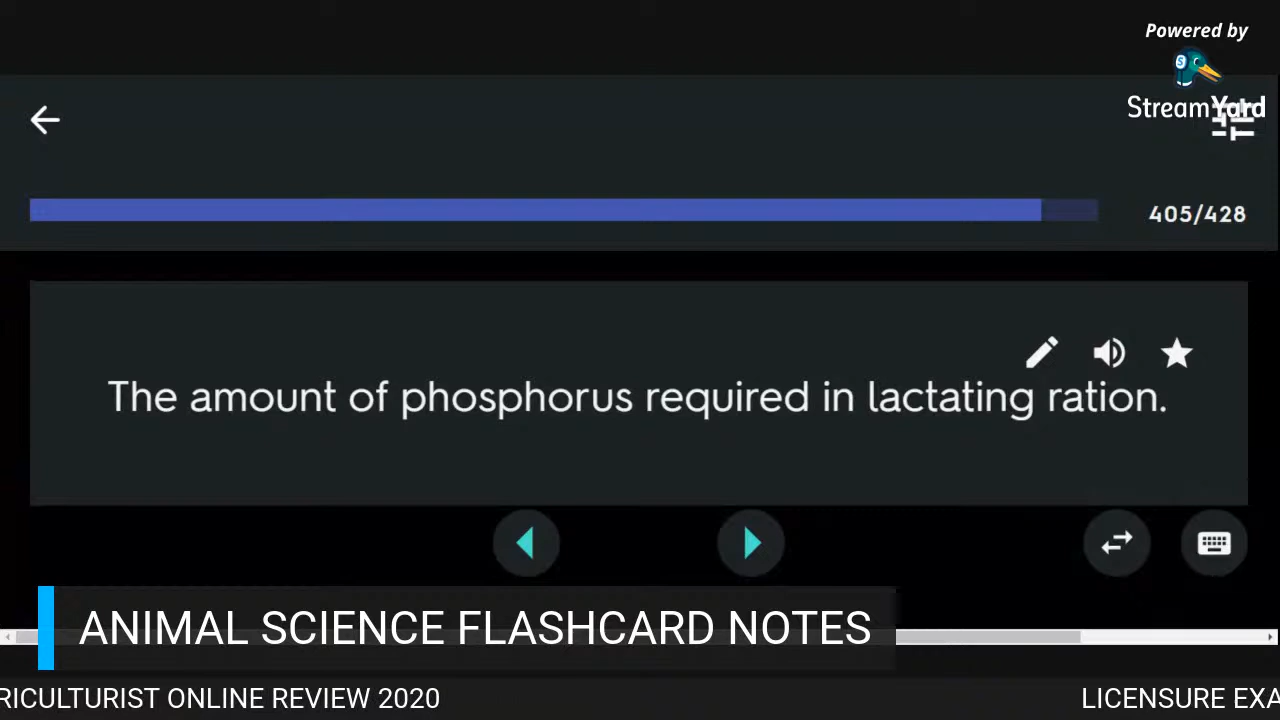 Powered by
StreamYard
405/428
The amount of phosphorus required in lactating ration.
ANIMAL SCIENCE FLASHCARD NOTES
RICULTURIST ONLINE REVIEW 2020
LICENSURE EXA